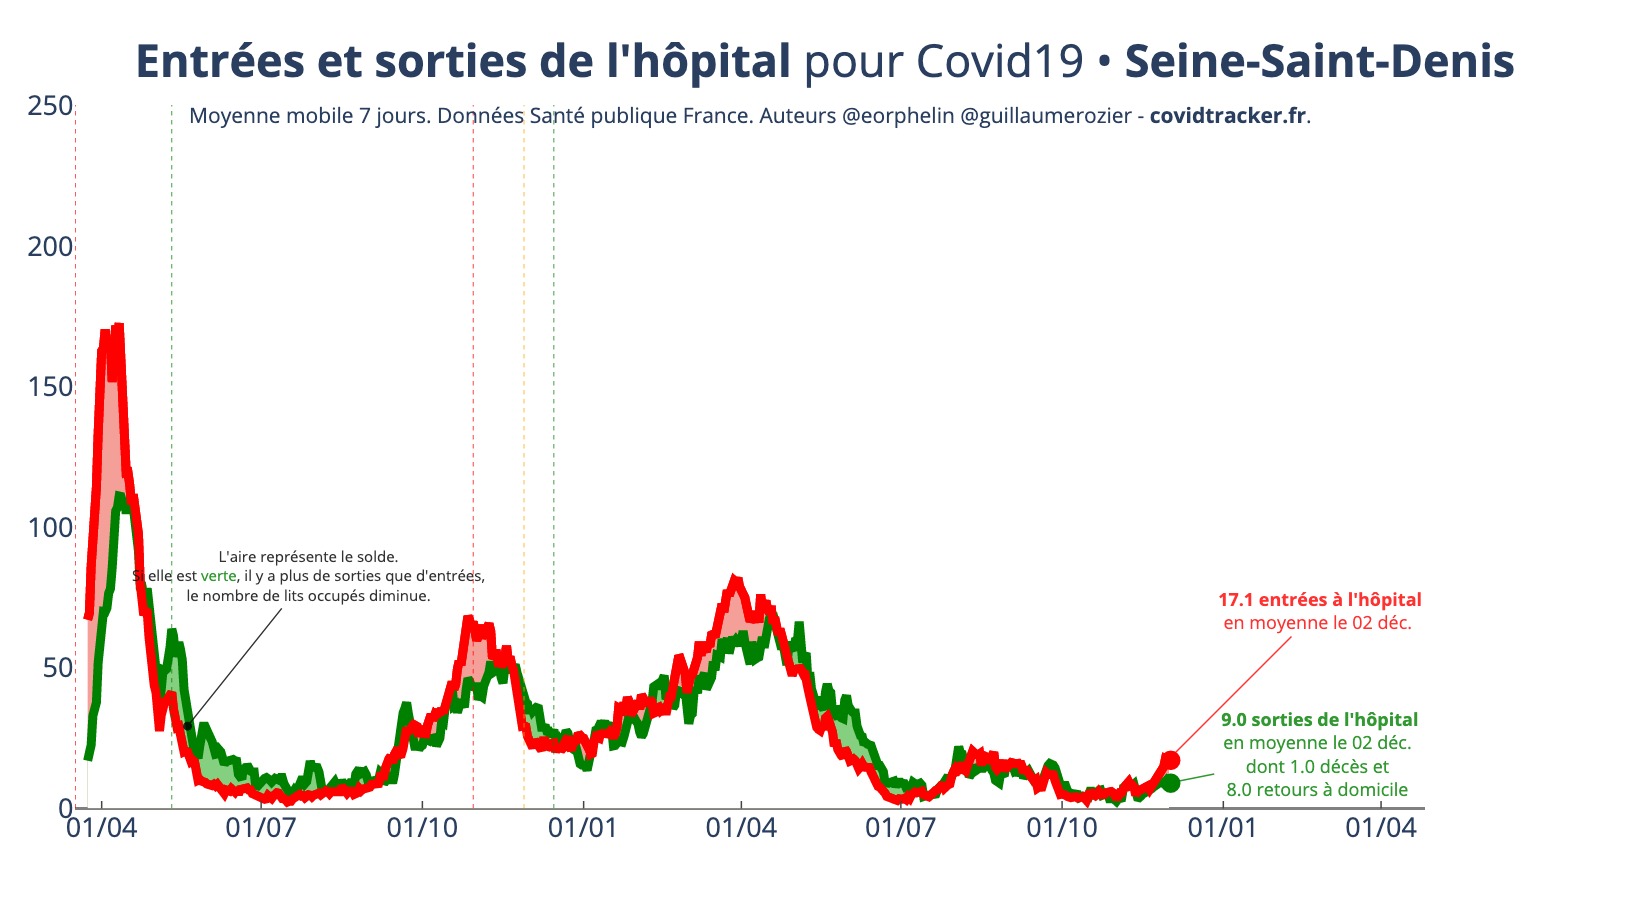 Entrées et sorties de l'hôpital pour Covid19 • Seine-Saint-Denis
Moyenne mobile 7 jours. Données Santé publique France. Auteurs @eorphelin @guillaumerozier - covidtracker.fr.
250
200
150
100
50
0
L'aire représente le solde.
Si elle est verte, il y a plus de sorties que d'entrées,
le nombre de lits occupés diminue.
17.1 entrées à l'hôpital
en moyenne le 02 déc.
9.0 sorties de l'hôpital
en moyenne le 02 déc.
dont 1.0 décès et
8.0 retours à domicile
01/04 01/07 01/10 01/01 01/04 01/07 01/10 01/01 01/04